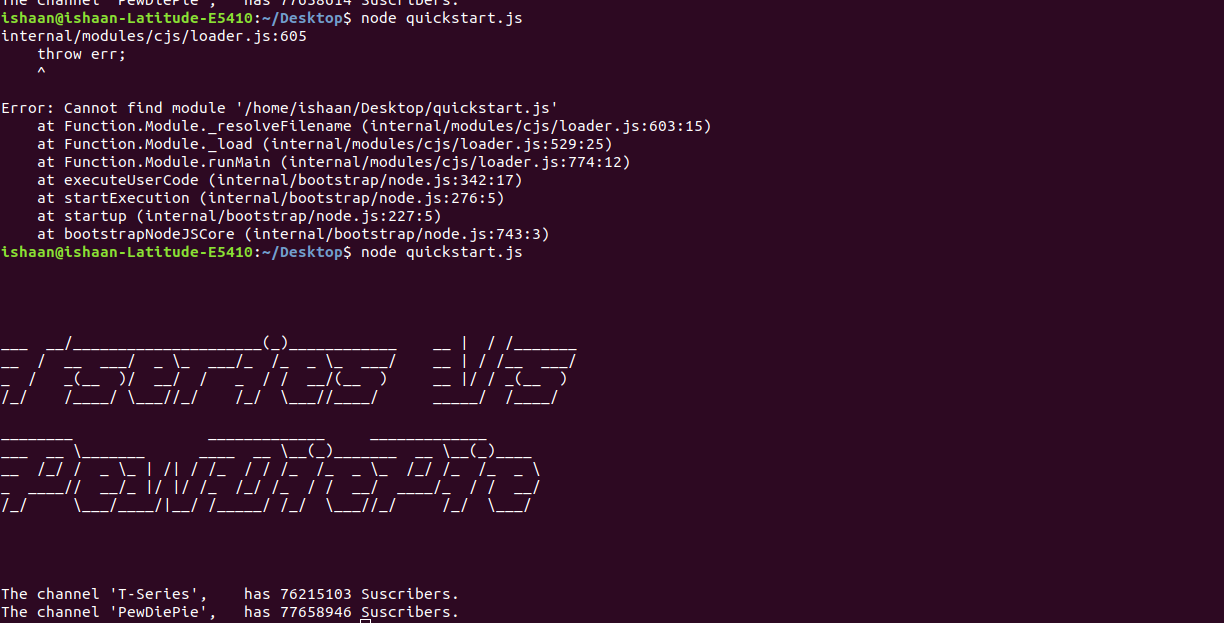 The channel 'PewDiePie',   has 77658614 Suscribers.
ishaan@ishaan-Latitude-E5410:~/Desktop$ node quickstart.js
internal/modules/cjs/loader.js:605
    throw err;
    ^
Error: Cannot find module '/home/ishaan/Desktop/quickstart.js'
    at Function.Module._resolveFilename (internal/modules/cjs/loader.js:603:15)
    at Function.Module._load (internal/modules/cjs/loader.js:529:25)
    at Function.Module.runMain (internal/modules/cjs/loader.js:774:12)
    at executeUserCode (internal/bootstrap/node.js:342:17)
    at startExecution (internal/bootstrap/node.js:276:5)
    at startup (internal/bootstrap/node.js:227:5)
    at bootstrapNodeJSCore (internal/bootstrap/node.js:743:3)
ishaan@ishaan-Latitude-E5410:~/Desktop$ node quickstart.js
Tseries V/s
Pewdiepie
The channel 'T-Series',    has 76215103 Suscribers.
The channel 'PewDiePie',   has 77658946 Suscribers.